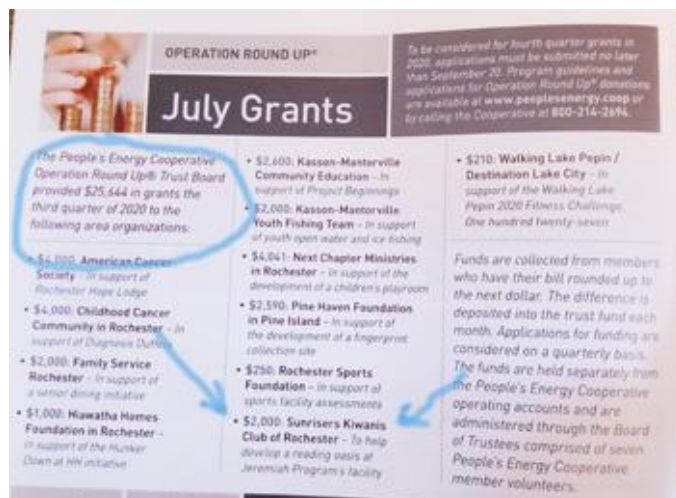 OPERATION ROUND UP®
July Grants
To be considered for fourth quarter grants in
2020, applications must be submitted no later
than September 20. Program guidelines and
applications for Operation Round Up® donations
are available at www.peoplesenergy.coop or
by calling the Cooperative at 800-214-2694.
The People's Energy Cooperative
Operation Round Up® Trust Board
provided $25,644 in grants the
third quarter of 2020 to the
following area organizations:
• $4,000: American Cancer
Society - In support of
Rochester Hope Lodge
• $4,000: Childhood Cancer
Community in Rochester - In
support of Diagnosis Duffels
• $2,000: Family Service
Rochester - In support of
a senior dining initiative
• $1,000: Hiawatha Homes
Foundation in Rochester -
In support of the Hunker
Down at HH initiative
• $2,600: Kasson-Mantorville
Community Education - In
support of Project Beginnings
• $2,000: Kasson-Mantorville
Youth Fishing Team - In support
of youth open water and ice fishing
• $4,041: Next Chapter Ministries
in Rochester - In support of the
development of a children's playroom
• $2,590: Pine Haven Foundation
in Pine Island - In support of
the development of a fingerprint
collection site
• $250: Rochester Sports
Foundation - In support of
sports facility assessments
• $2,000: Sunrisers Kiwanis
Club of Rochester - To help
develop a reading oasis at
Jeremiah Program's facility
• $210: Walking Lake Pepin /
Destination Lake City - In
support of the Walking Lake
Pepin 2020 Fitness Challenge.
One hundred twenty-seven
Funds are collected from members
who have their bill rounded up to
the next dollar. The difference is
deposited into the trust fund each
month. Applications for funding are
considered on a quarterly basis.
The funds are held separately from
the People's Energy Cooperative
operating accounts and are
administered through the Board
of Trustees comprised of seven
People's Energy Cooperative
member volunteers.